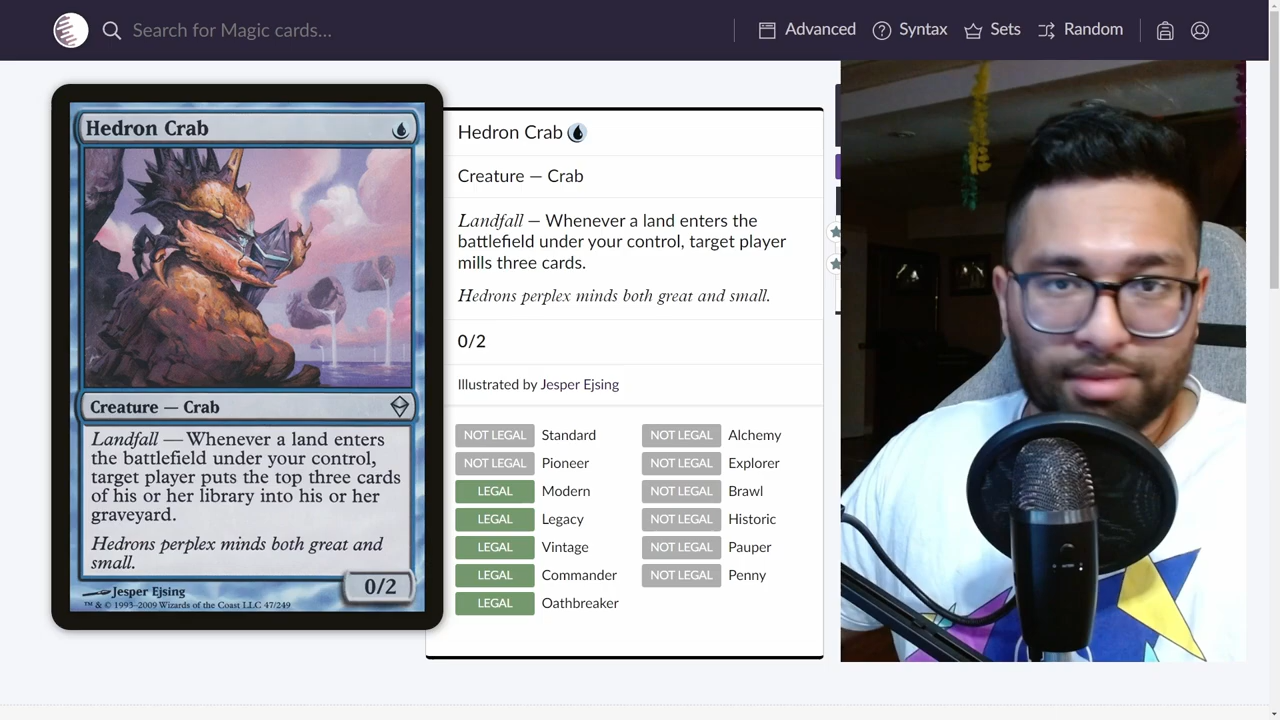 Search for Magic cards...
Advanced
Syntax
Sets
Random
Hedron Crab
Creature — Crab
Landfall — Whenever a land enters
the battlefield under your control,
target player puts the top three cards
of his or her library into his or her
graveyard.
Hedrons perplex minds both great and
small.
Jesper Ejsing
0/2
™ & © 1993–2009 Wizards of the Coast LLC 47/249
Hedron Crab
Creature — Crab
Landfall — Whenever a land enters the
battlefield under your control, target player
mills three cards.
Hedrons perplex minds both great and small.
0/2
Illustrated by Jesper Ejsing
NOT LEGAL Standard NOT LEGAL Alchemy
NOT LEGAL Pioneer NOT LEGAL Explorer
LEGAL Modern NOT LEGAL Brawl
LEGAL Legacy NOT LEGAL Historic
LEGAL Vintage NOT LEGAL Pauper
LEGAL Commander NOT LEGAL Penny
LEGAL Oathbreaker